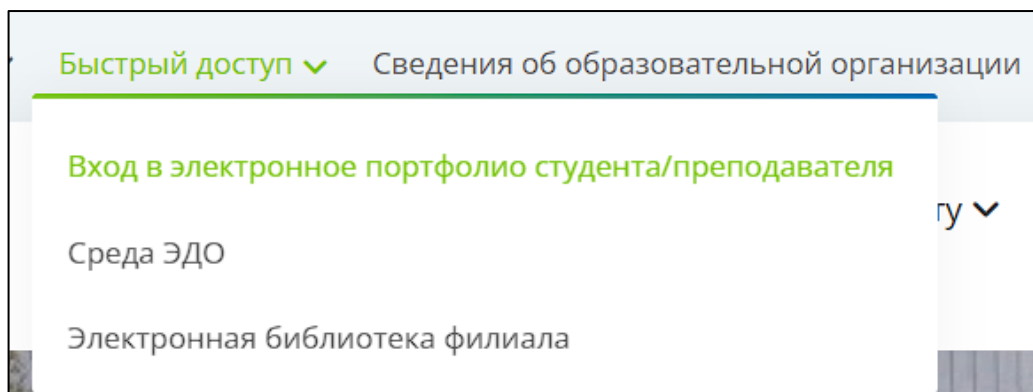 Быстрый доступ Сведения об образовательной организации
Вход в электронное портфолио студента/преподавателя
Среда ЭДО
Электронная библиотека филиала